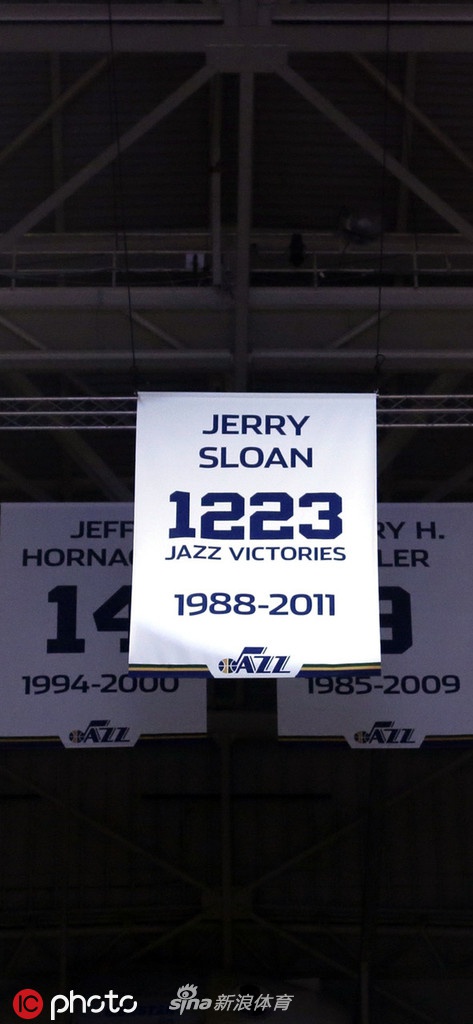 JERRY
SLOAN
1223
JAZZ VICTORIES
1988-2011
JAZZ
JEFF
HORNAC
14
1994-2000
JAZZ
RY H.
LER
9
1985-2009
JAZZ
IC photo
sina 新浪体育